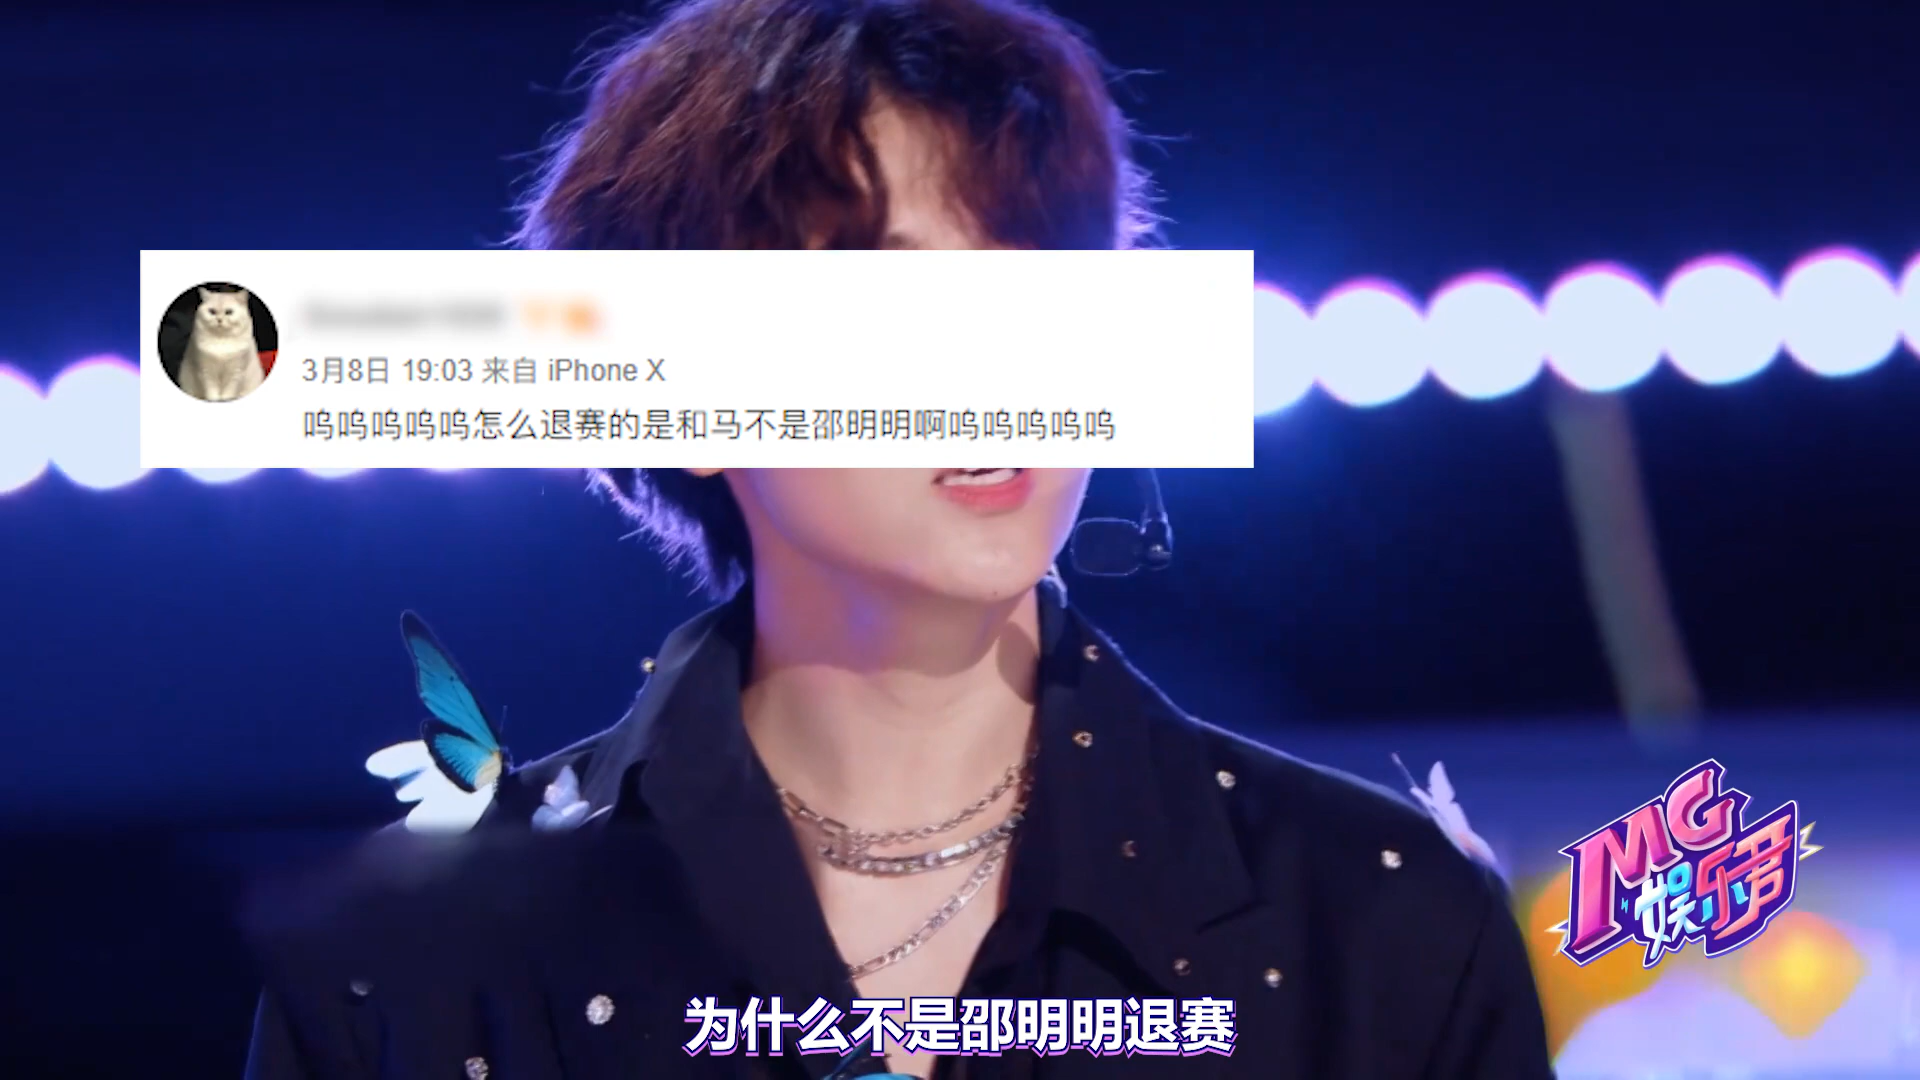 3月8日 19:03 来自 iPhone X
呜呜呜呜呜怎么退赛的是和马不是邵明明啊呜呜呜呜呜
MG
娱乐君
为什么不是邵明明退赛